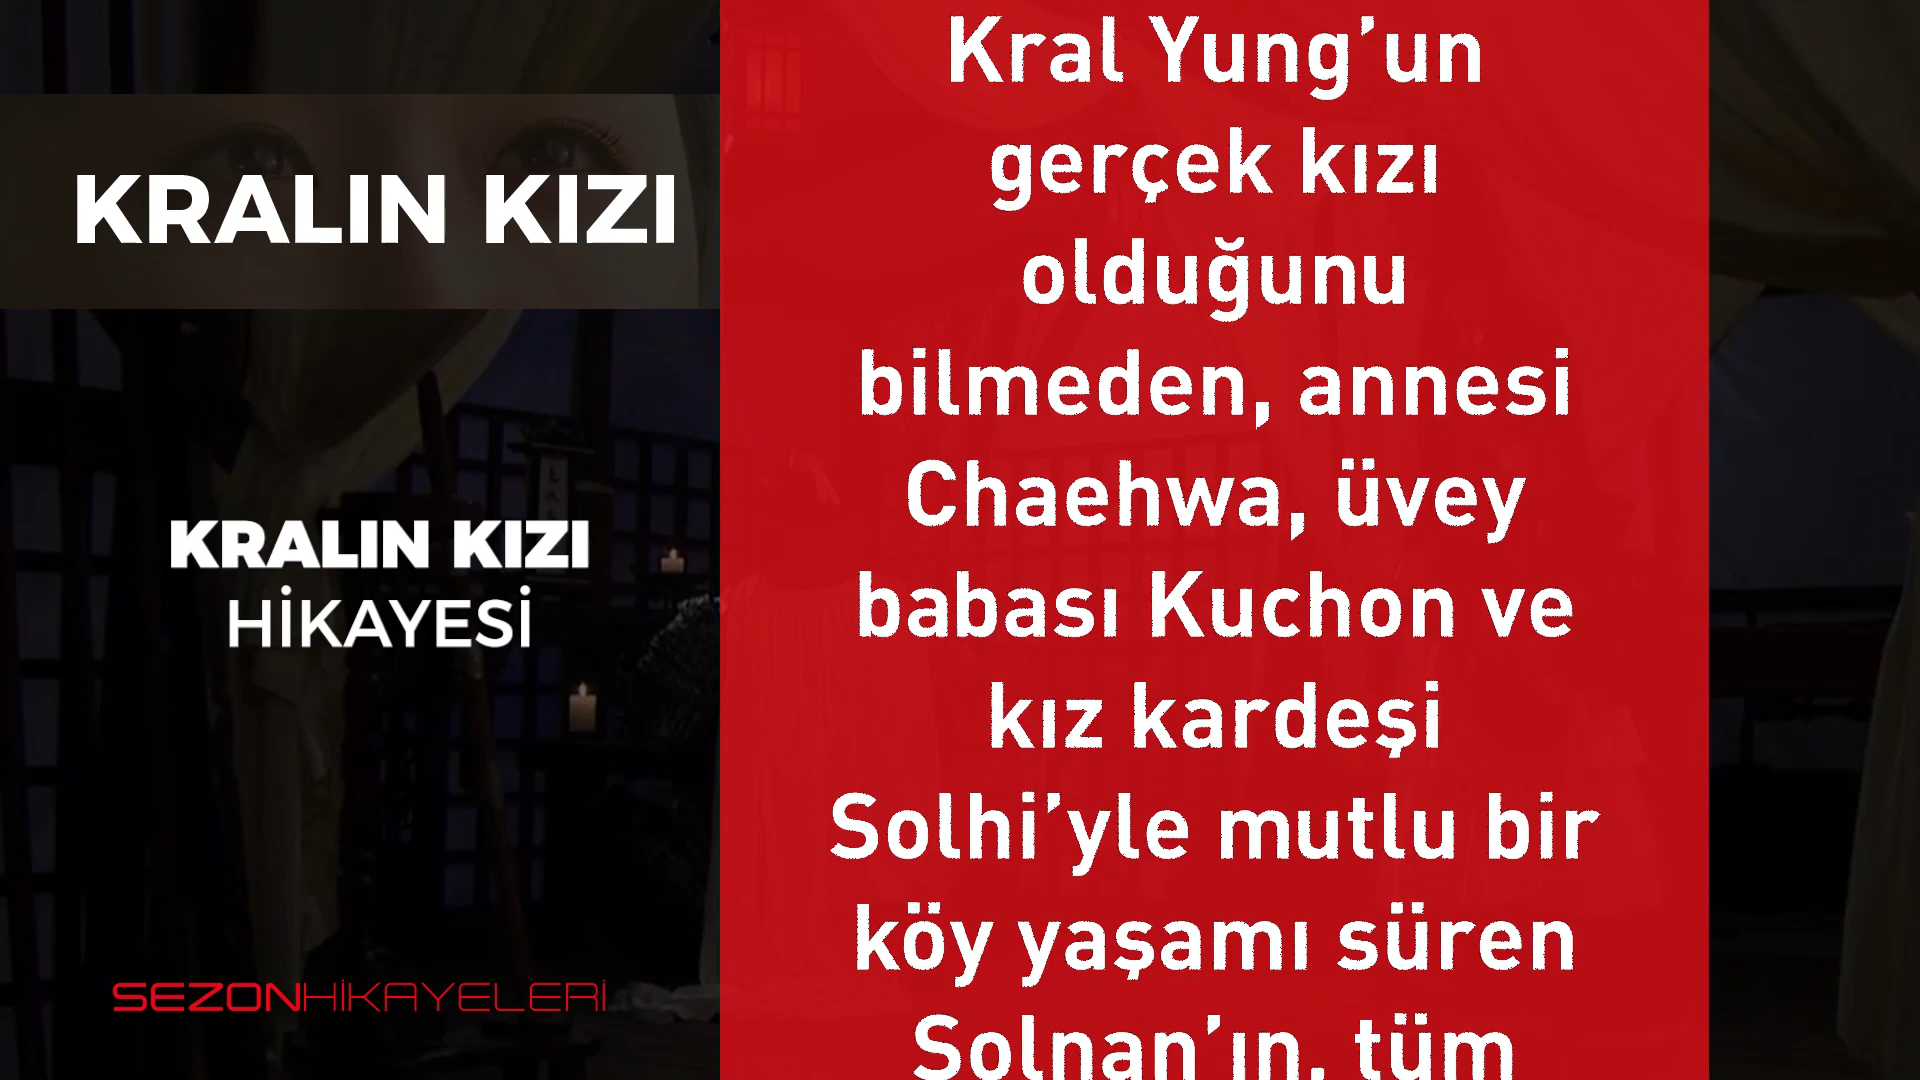 KRALIN KIZI
KRALIN KIZI
HİKAYESİ
SEZONHİKAYELERİ
Kral Yung’un
gerçek kızı
olduğunu
bilmeden, annesi
Chaehwa, üvey
babası Kuchon ve
kız kardeşi
Solhi’yle mutlu bir
köy yaşamı süren
Solnan’ın, tüm